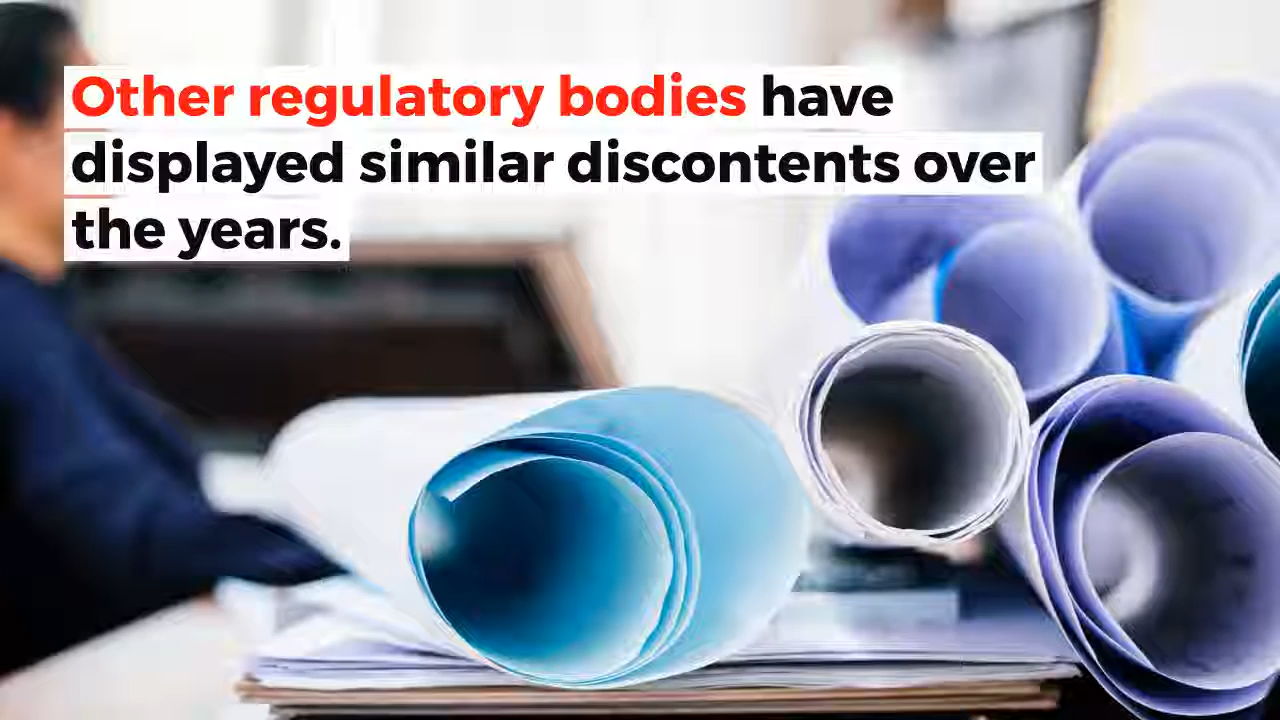 Other regulatory bodies have
displayed similar discontents over
the years.